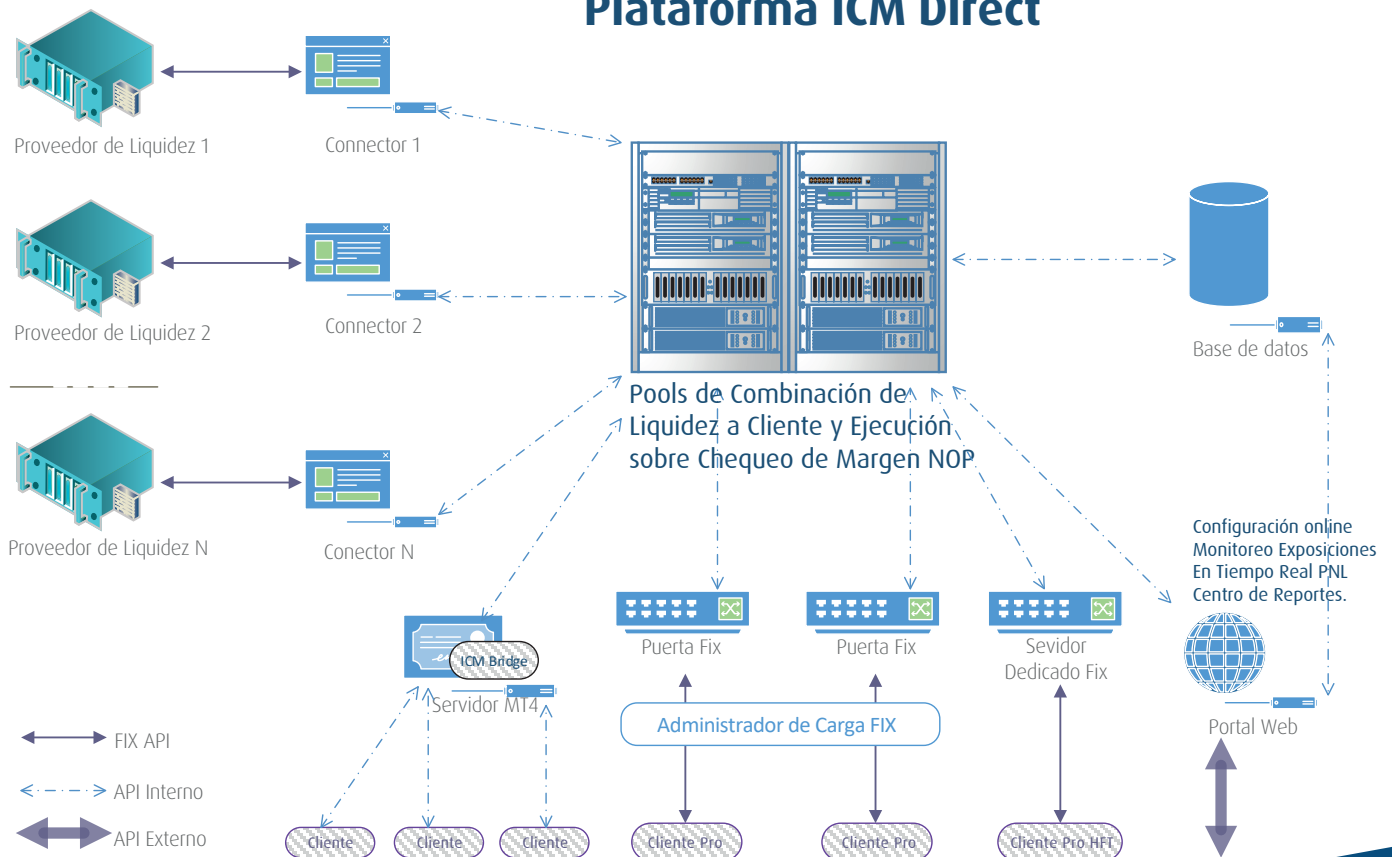 Plataforma ICM Direct
Proveedor de Liquidez 1
Connector 1
Proveedor de Liquidez 2
Connector 2
Base de datos
Pools de Combinación de
Liquidez a Cliente y Ejecución
sobre Chequeo de Margen NOP
Proveedor de Liquidez N
Conector N
Configuración online
Monitoreo Exposiciones
En Tiempo Real PNL
Centro de Reportes.
ICM Bridge
Servidor MT4
Puerta Fix
Puerta Fix
Sevidor
Dedicado Fix
Portal Web
Administrador de Carga FIX
FIX API
API Interno
API Externo
Cliente
Cliente
Cliente
Cliente Pro
Cliente Pro
Cliente Pro HFT